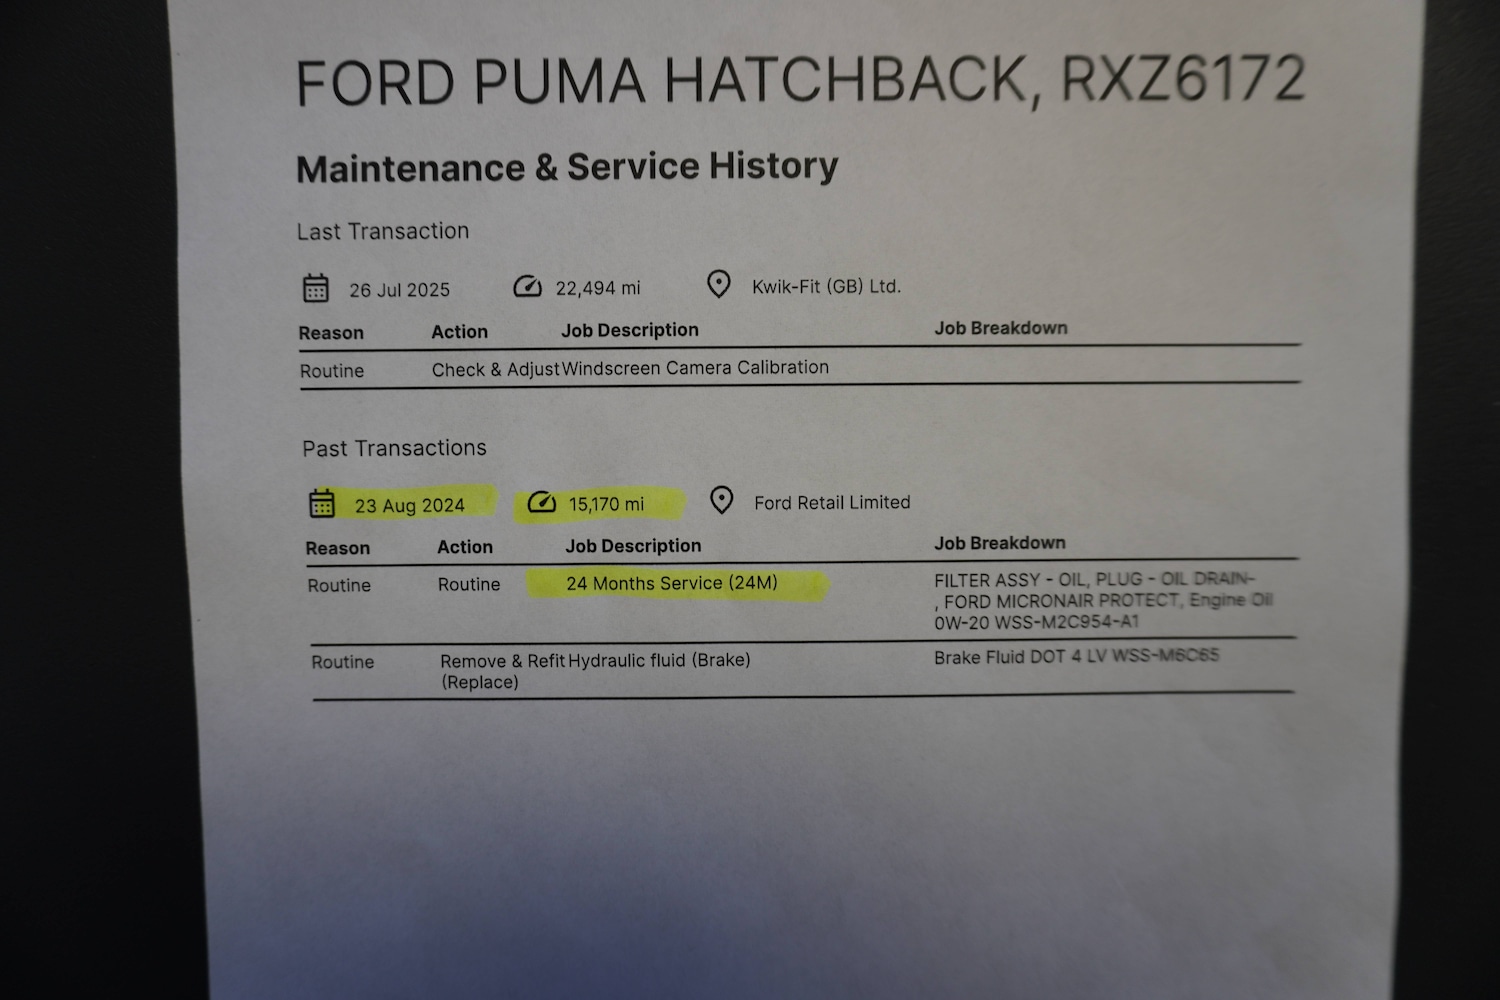 FORD PUMA HATCHBACK, RXZ6172
Maintenance & Service History
Last Transaction
26 Jul 2025 22,494 mi Kwik-Fit (GB) Ltd.
Reason Action Job Description Job Breakdown
Routine Check & Adjust Windscreen Camera Calibration
Past Transactions
23 Aug 2024 15,170 mi Ford Retail Limited
Reason Action Job Description Job Breakdown
Routine Routine 24 Months Service (24M) FILTER ASSY - OIL, PLUG - OIL DRAIN-
, FORD MICRONAIR PROTECT, Engine Oil
0W-20 WSS-M2C954-A1
Routine Remove & Refit Hydraulic fluid (Brake) Brake Fluid DOT 4 LV WSS-M6C65
(Replace)